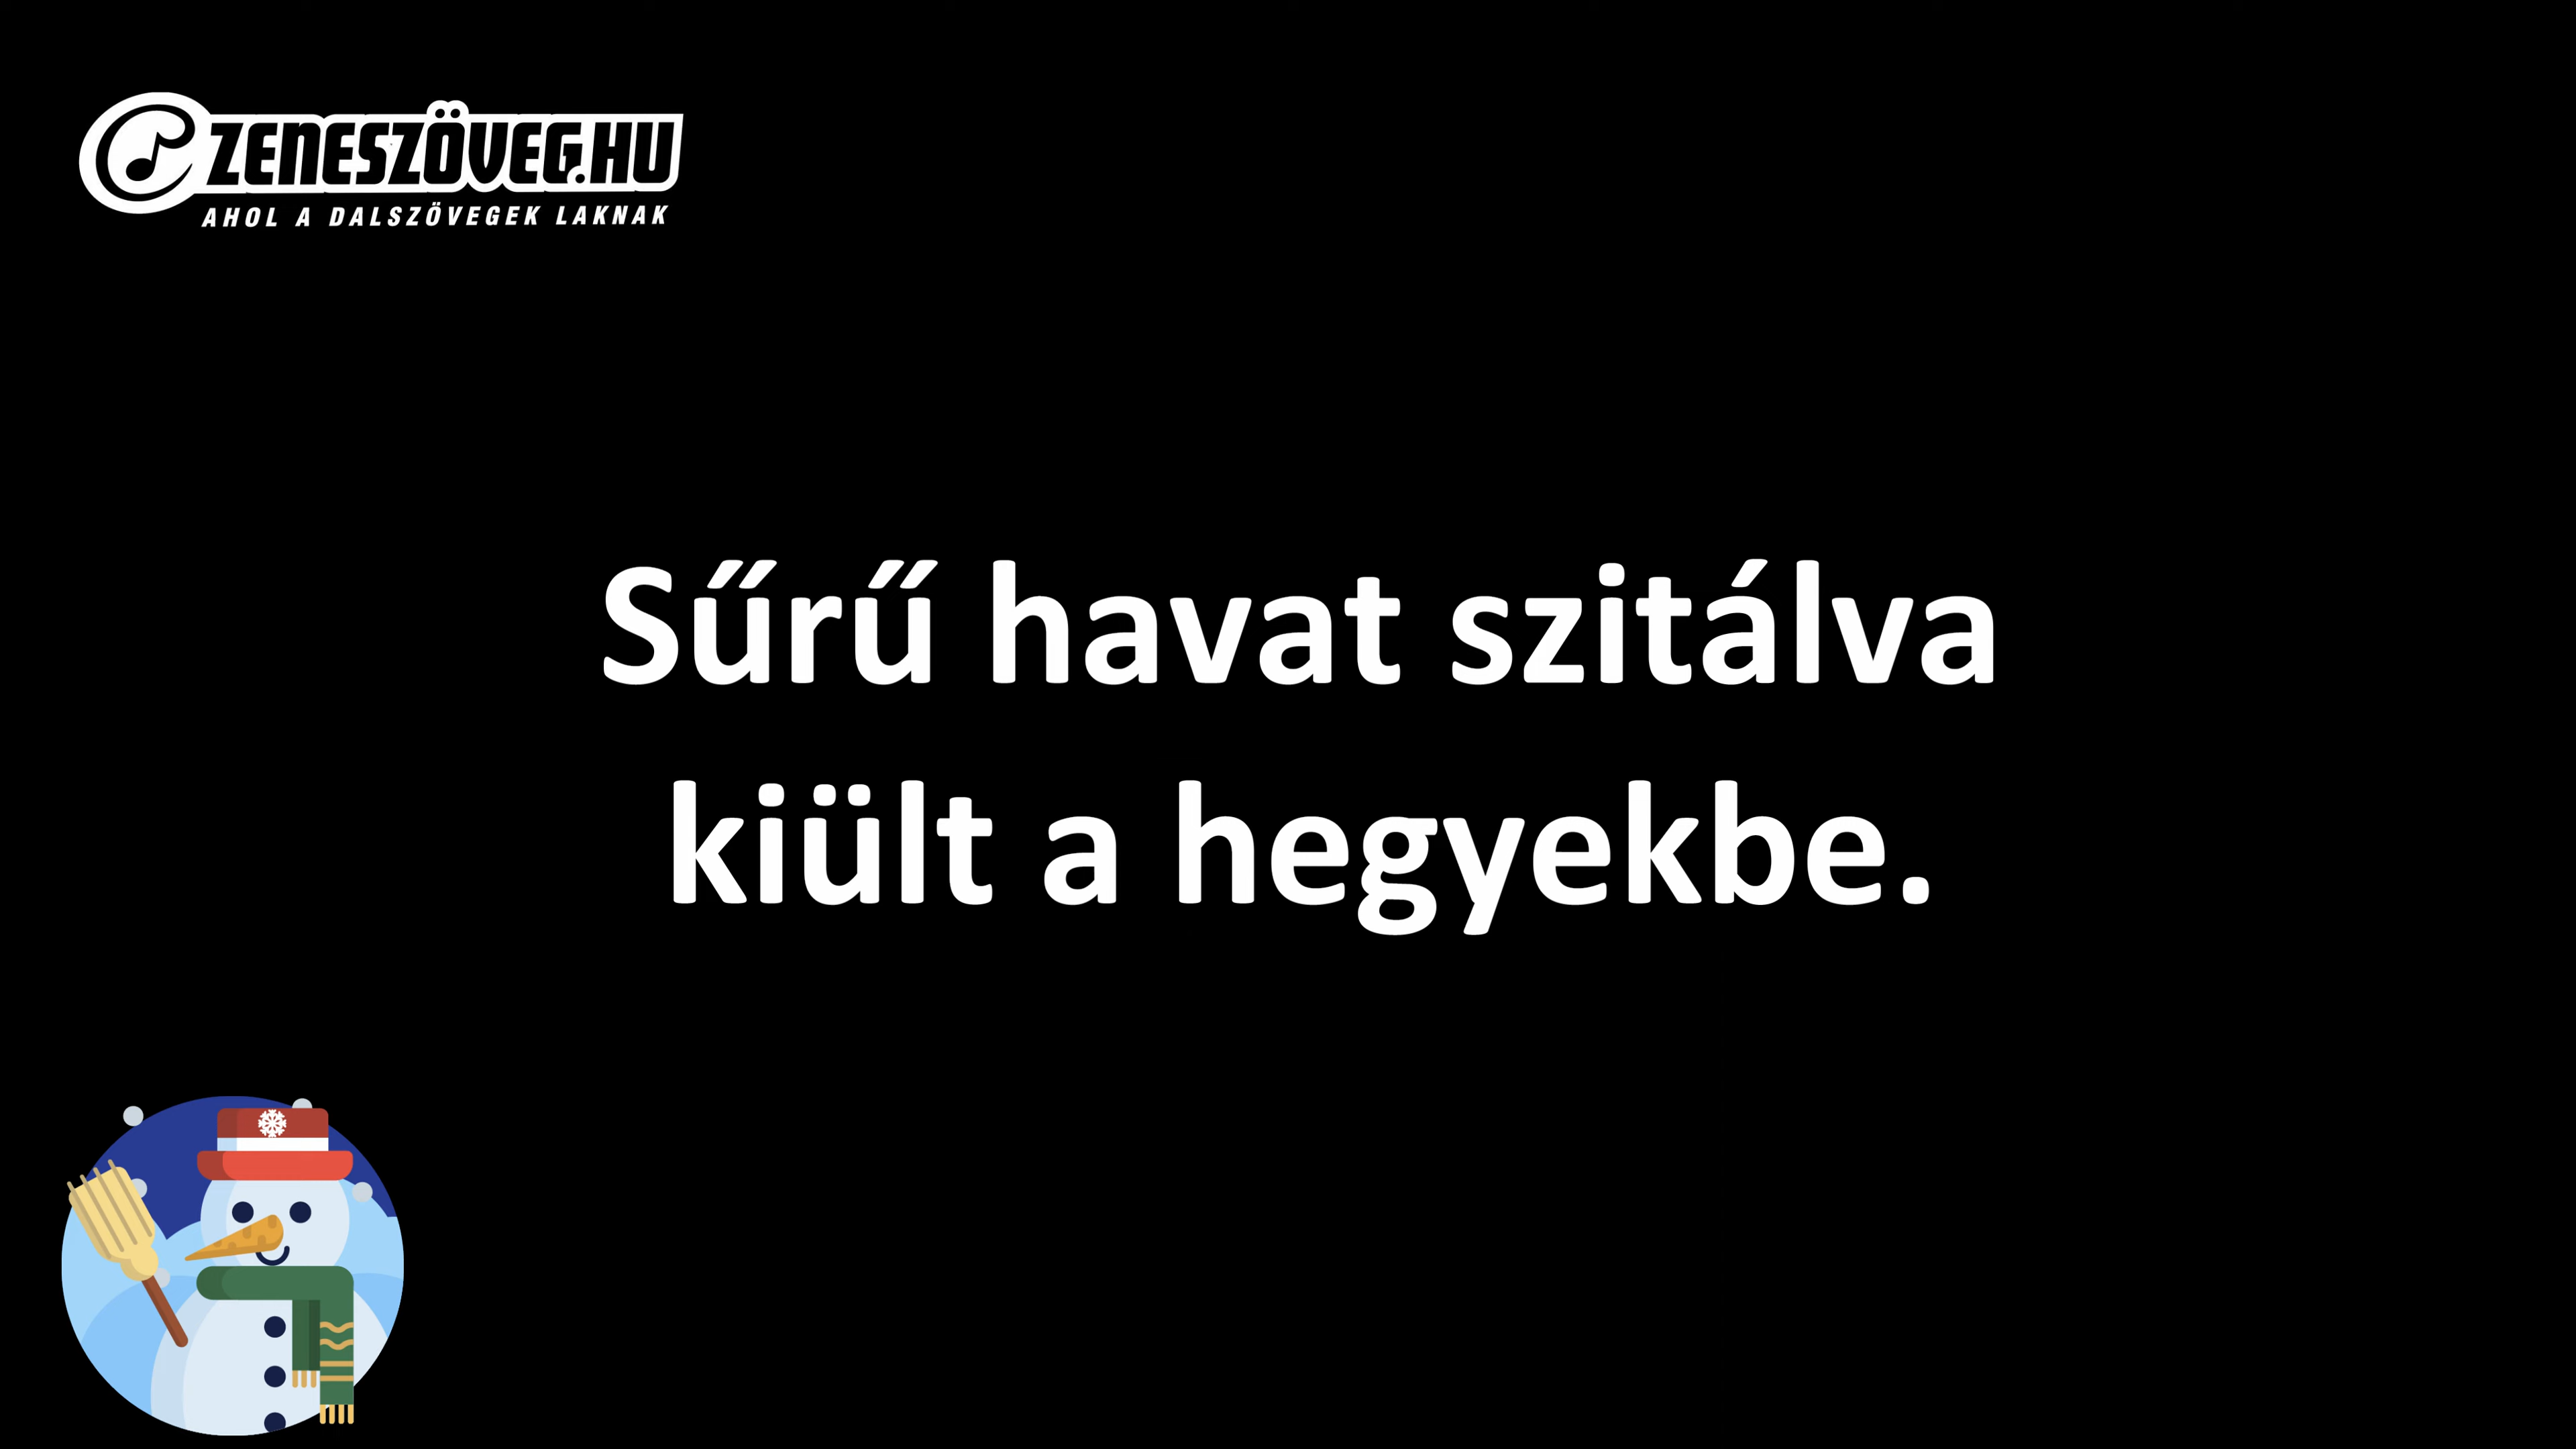 ZENESZÖVEG.HU
AHOL A DALSZÖVEGEK LAKNAK
Sűrű havat szitálva
kiült a hegyekbe.